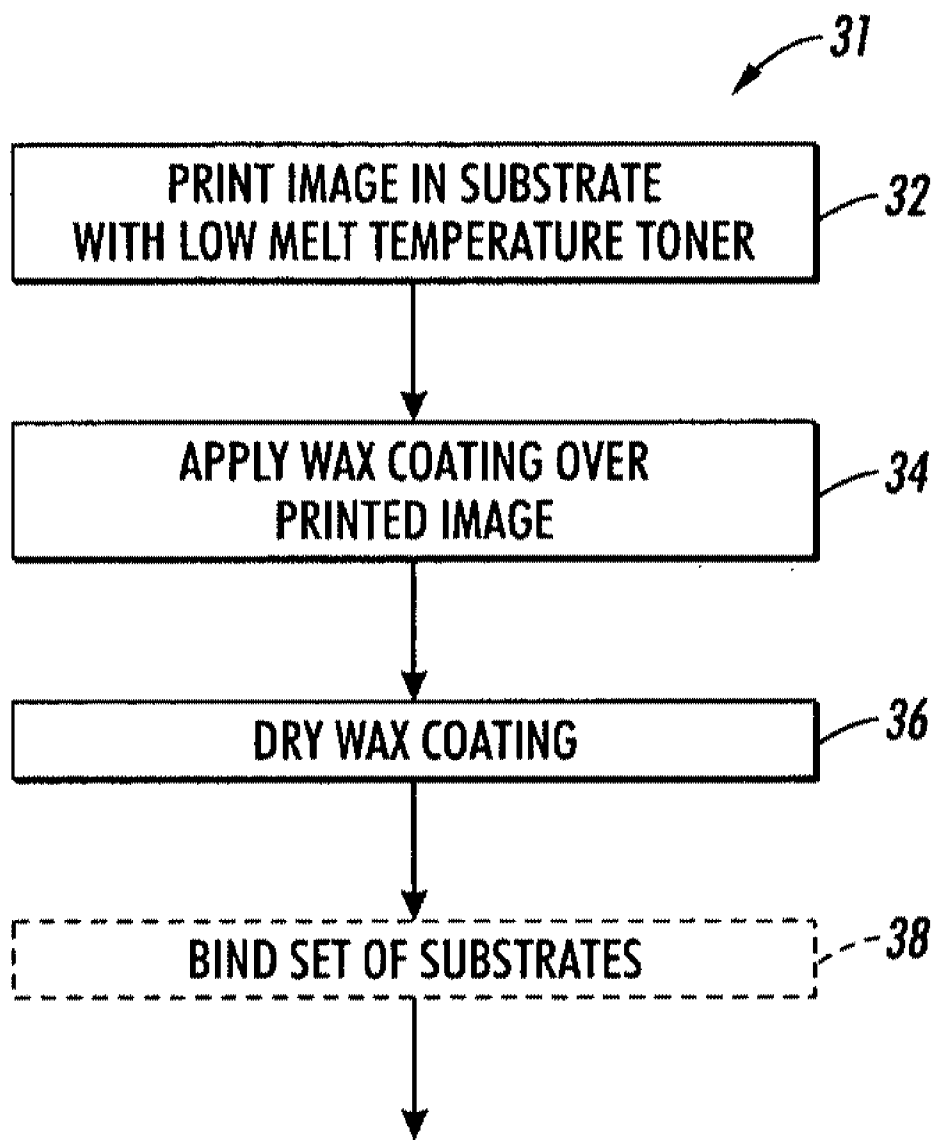 31
PRINT IMAGE IN SUBSTRATE
WITH LOW MELT TEMPERATURE TONER
32
APPLY WAX COATING OVER
PRINTED IMAGE
34
DRY WAX COATING
36
BIND SET OF SUBSTRATES
38